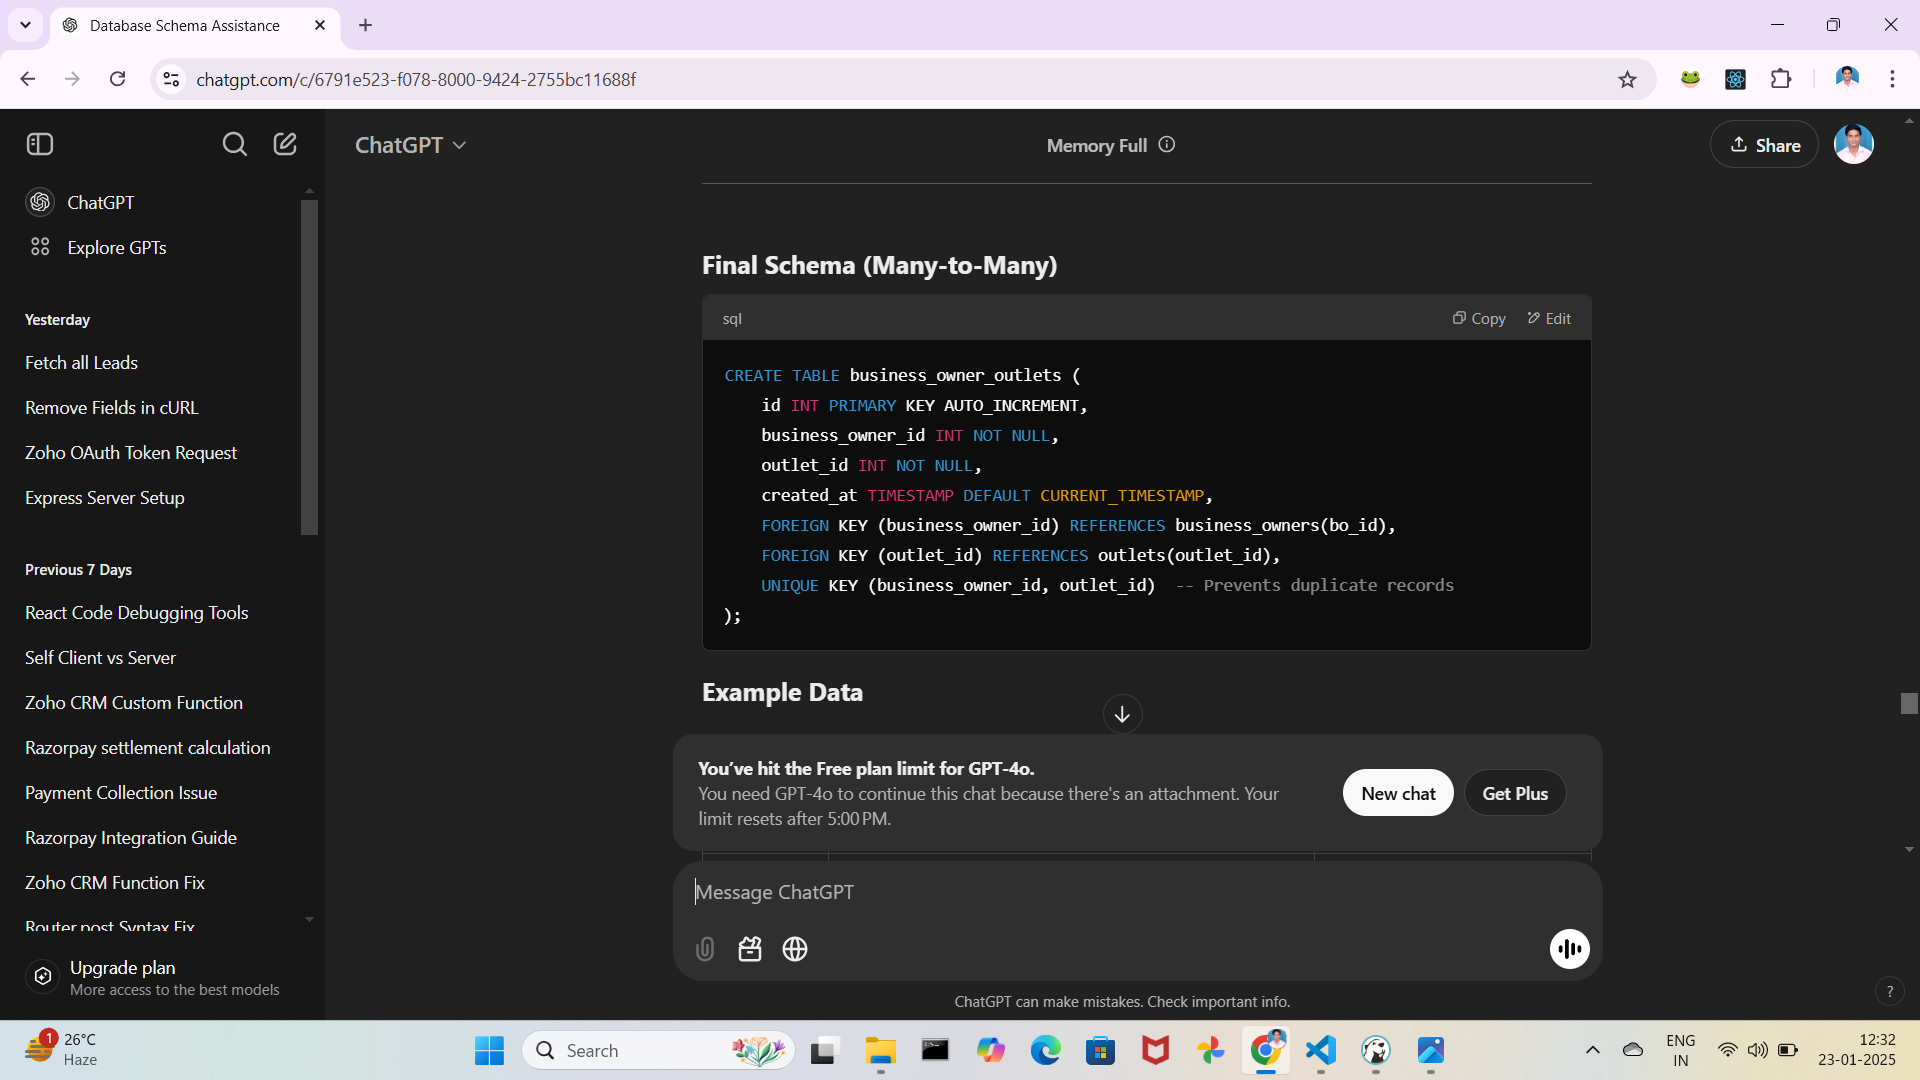 Database Schema Assistance
chatgpt.com/c/6791e523-f078-8000-9424-2755bc11688f
ChatGPT
Memory Full
Share
ChatGPT
Explore GPTs
Yesterday
Fetch all Leads
Remove Fields in cURL
Zoho OAuth Token Request
Express Server Setup
Previous 7 Days
React Code Debugging Tools
Self Client vs Server
Zoho CRM Custom Function
Razorpay settlement calculation
Payment Collection Issue
Razorpay Integration Guide
Zoho CRM Function Fix
Router post Syntax Fix
Upgrade plan
More access to the best models
Final Schema (Many-to-Many)
sql
Copy
Edit
CREATE TABLE business_owner_outlets (
id INT PRIMARY KEY AUTO_INCREMENT,
business_owner_id INT NOT NULL,
outlet_id INT NOT NULL,
created_at TIMESTAMP DEFAULT CURRENT_TIMESTAMP,
FOREIGN KEY (business_owner_id) REFERENCES business_owners(bo_id),
FOREIGN KEY (outlet_id) REFERENCES outlets(outlet_id),
UNIQUE KEY (business_owner_id, outlet_id)  -- Prevents duplicate records
);
Example Data
You’ve hit the Free plan limit for GPT-4o.
You need GPT-4o to continue this chat because there's an attachment. Your
limit resets after 5:00 PM.
New chat
Get Plus
Message ChatGPT
ChatGPT can make mistakes. Check important info.
?
1
26°C
Haze
Search
ENG
IN
12:32
23-01-2025